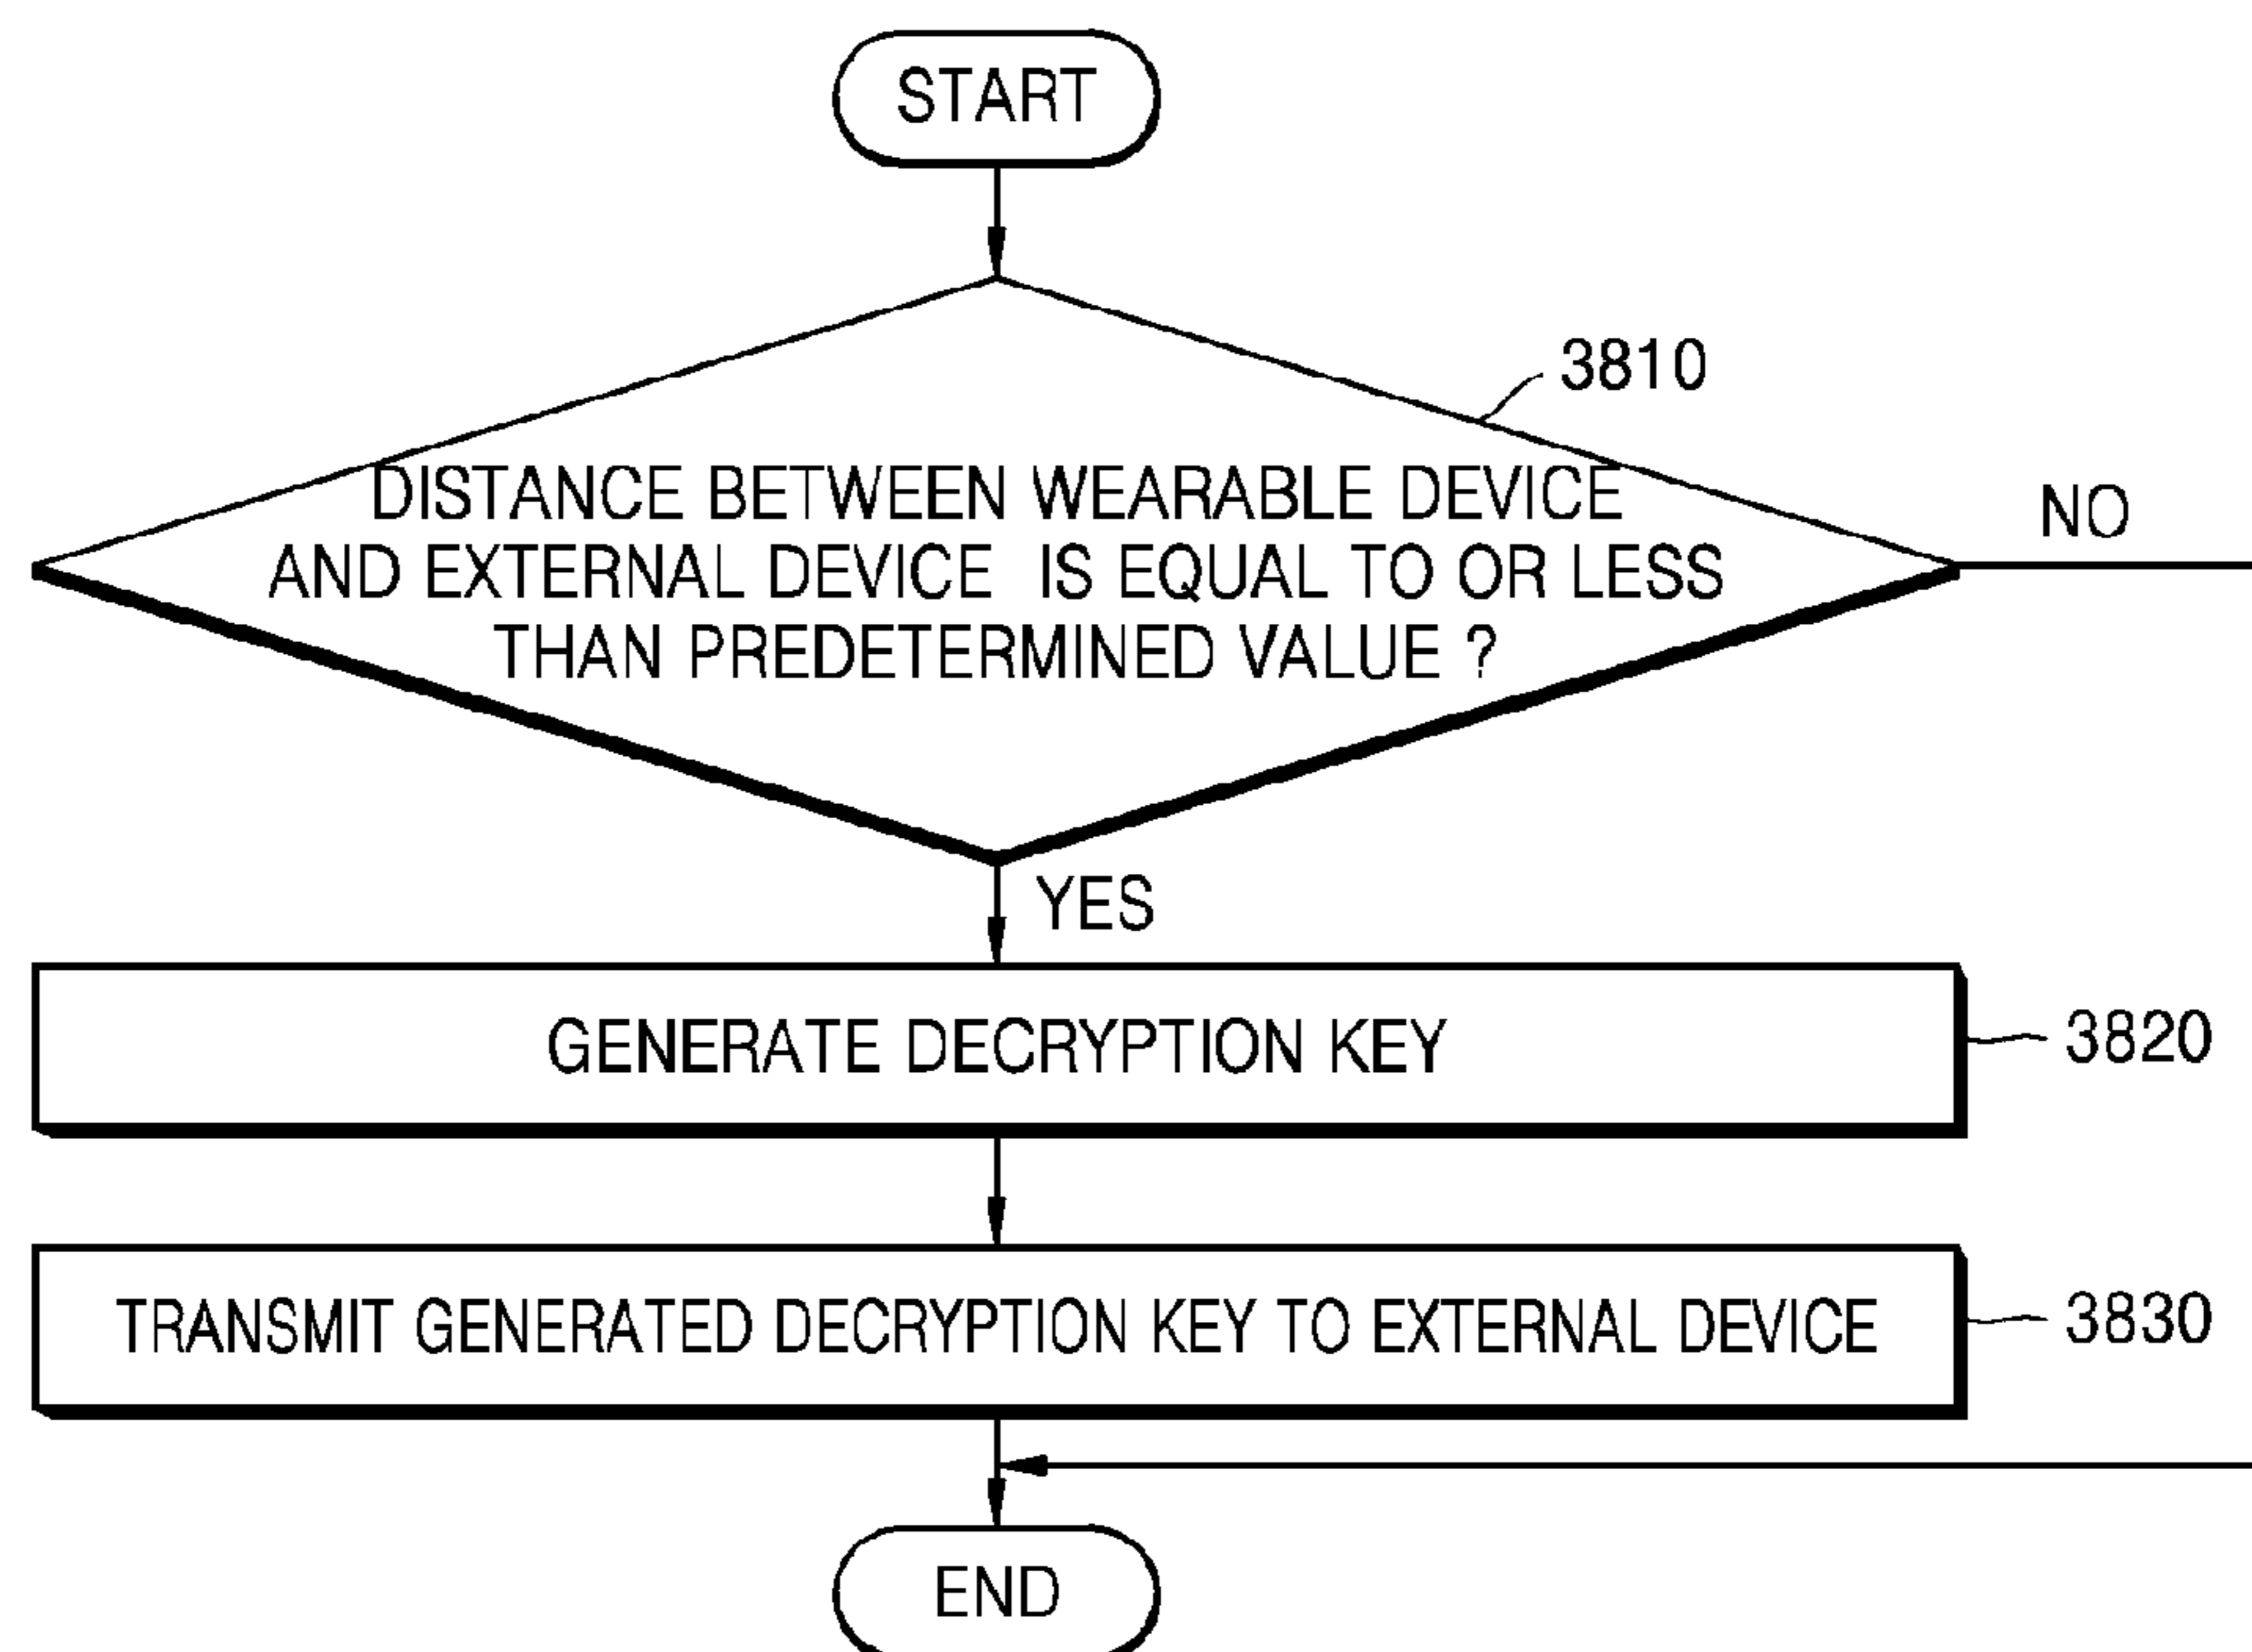 START
3810
DISTANCE BETWEEN WEARABLE DEVICE
AND EXTERNAL DEVICE IS EQUAL TO OR LESS
THAN PREDETERMINED VALUE ?
NO
YES
GENERATE DECRYPTION KEY
3820
TRANSMIT GENERATED DECRYPTION KEY TO EXTERNAL DEVICE
3830
END